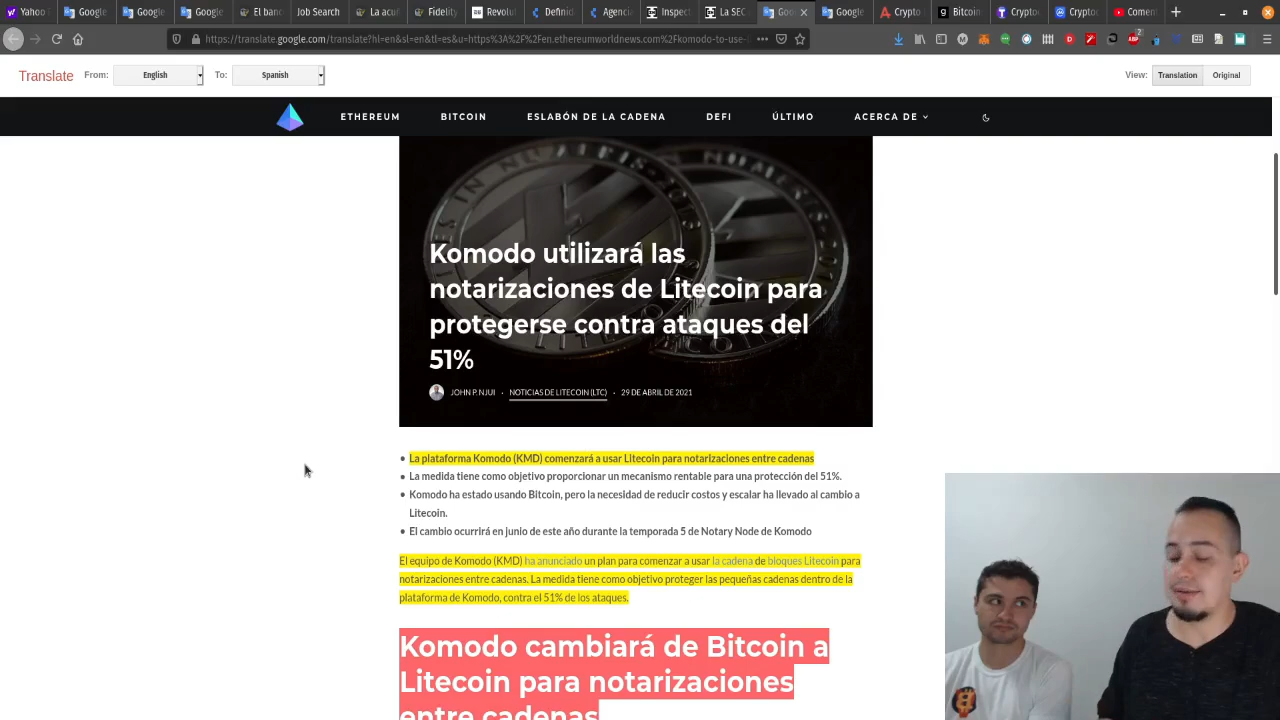 Yahoo
Google
Google
Google
El banc
Job Search
La acu
Fidelity
Revolut
Definic
Agencia
Inspect
La SEC
Goo
Google
Crypto
Bitcoin
Crypto
Cryptoc
Coment
https://translate.google.com/translate?hl=en&sl=en&tl=es&u=https%3A%2F%2Fen.ethereumworldnews.com%2Fkomodo-to-use-
Translate From: English To: Spanish View: Translation Original
ETHEREUM BITCOIN ESLABÓN DE LA CADENA DEFI ÚLTIMO ACERCA DE
Komodo utilizará las
notarizaciones de Litecoin para
protegerse contra ataques del
51%
JOHN P. NJUI · NOTICIAS DE LITECOIN (LTC) · 29 DE ABRIL DE 2021
• La plataforma Komodo (KMD) comenzará a usar Litecoin para notarizaciones entre cadenas
• La medida tiene como objetivo proporcionar un mecanismo rentable para una protección del 51%.
• Komodo ha estado usando Bitcoin, pero la necesidad de reducir costos y escalar ha llevado al cambio a
Litecoin.
• El cambio ocurrirá en junio de este año durante la temporada 5 de Notary Node de Komodo
El equipo de Komodo (KMD) ha anunciado un plan para comenzar a usar la cadena de bloques Litecoin para
notarizaciones entre cadenas. La medida tiene como objetivo proteger las pequeñas cadenas dentro de la
plataforma de Komodo, contra el 51% de los ataques.
Komodo cambiará de Bitcoin a
Litecoin para notarizaciones
entre cadenas